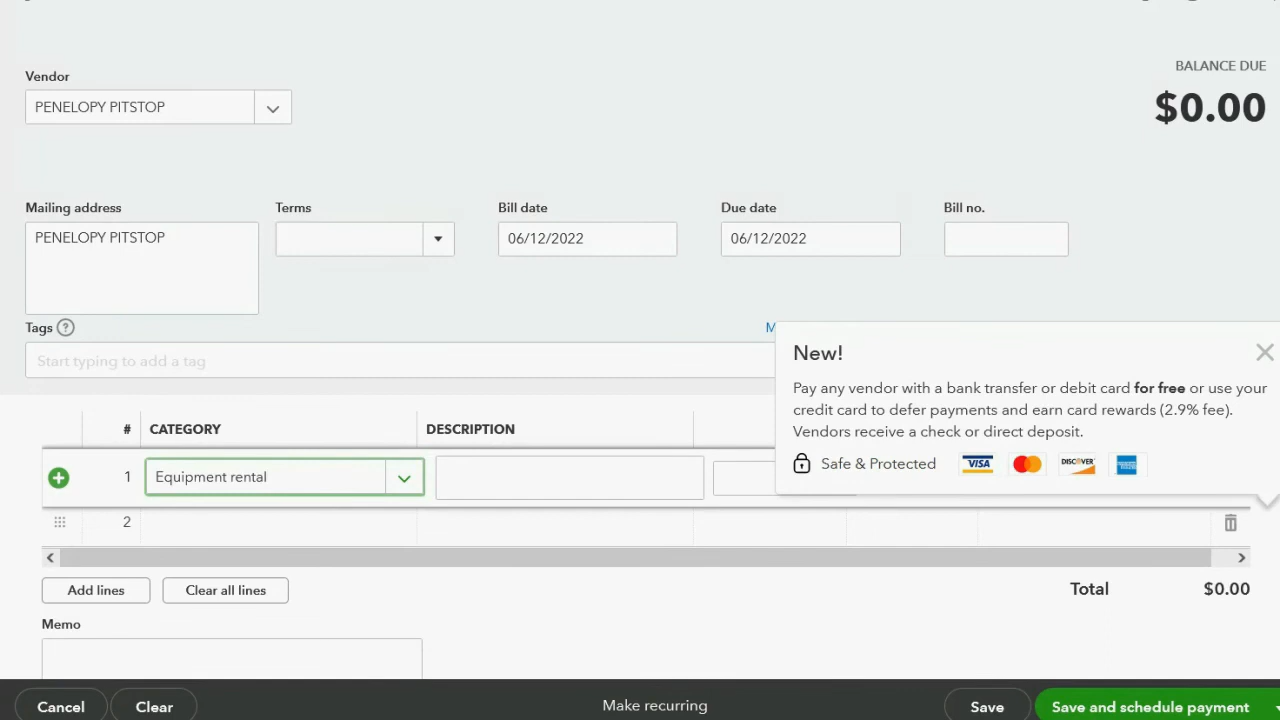 BALANCE DUE
$0.00
Vendor
PENELOPY PITSTOP
Mailing address
Terms
Bill date
Due date
Bill no.
PENELOPY PITSTOP
06/12/2022
06/12/2022
Tags ?
M
Start typing to add a tag
New!
Pay any vendor with a bank transfer or debit card for free or use your
credit card to defer payments and earn card rewards (2.9% fee).
Vendors receive a check or direct deposit.
Safe & Protected
VISA
DISCOVER
# CATEGORY DESCRIPTION
1 Equipment rental
2
Add lines
Clear all lines
Total $0.00
Memo
Cancel
Clear
Make recurring
Save
Save and schedule payment